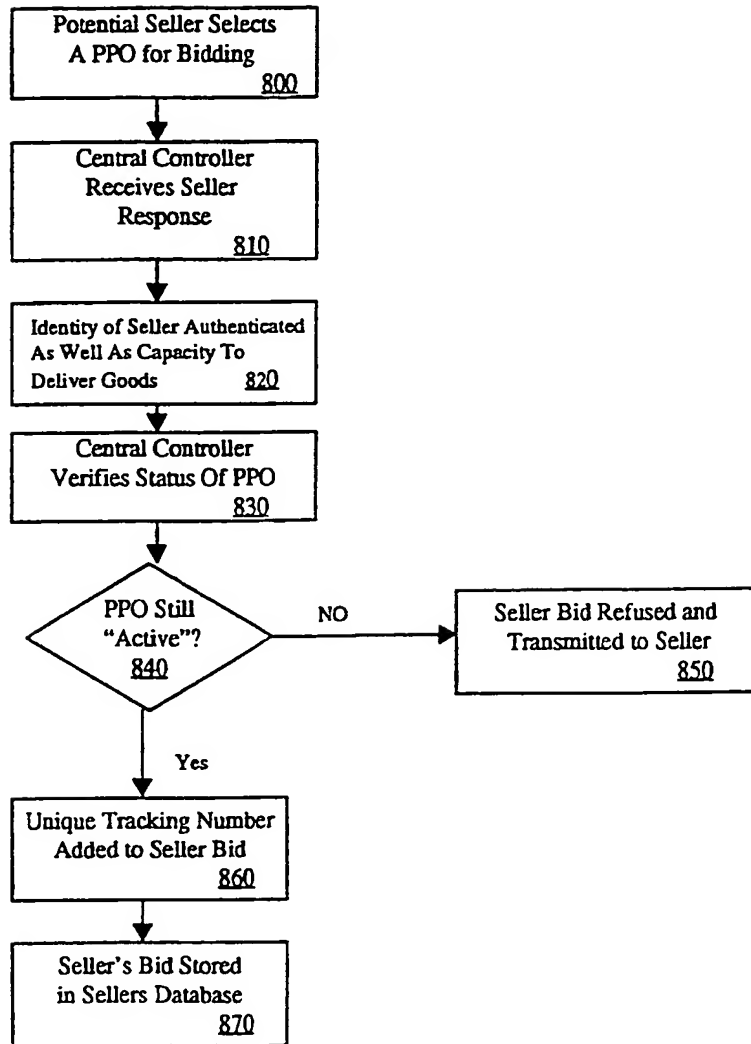 Potential Seller Selects
A PPO for Bidding
800
Central Controller
Receives Seller
Response
810
Identity of Seller Authenticated
As Well As Capacity To
Deliver Goods 820
Central Controller
Verifies Status Of PPO
830
PPO Still
"Active"?
840
NO
Seller Bid Refused and
Transmitted to Seller
850
Yes
Unique Tracking Number
Added to Seller Bid
860
Seller's Bid Stored
in Sellers Database
870